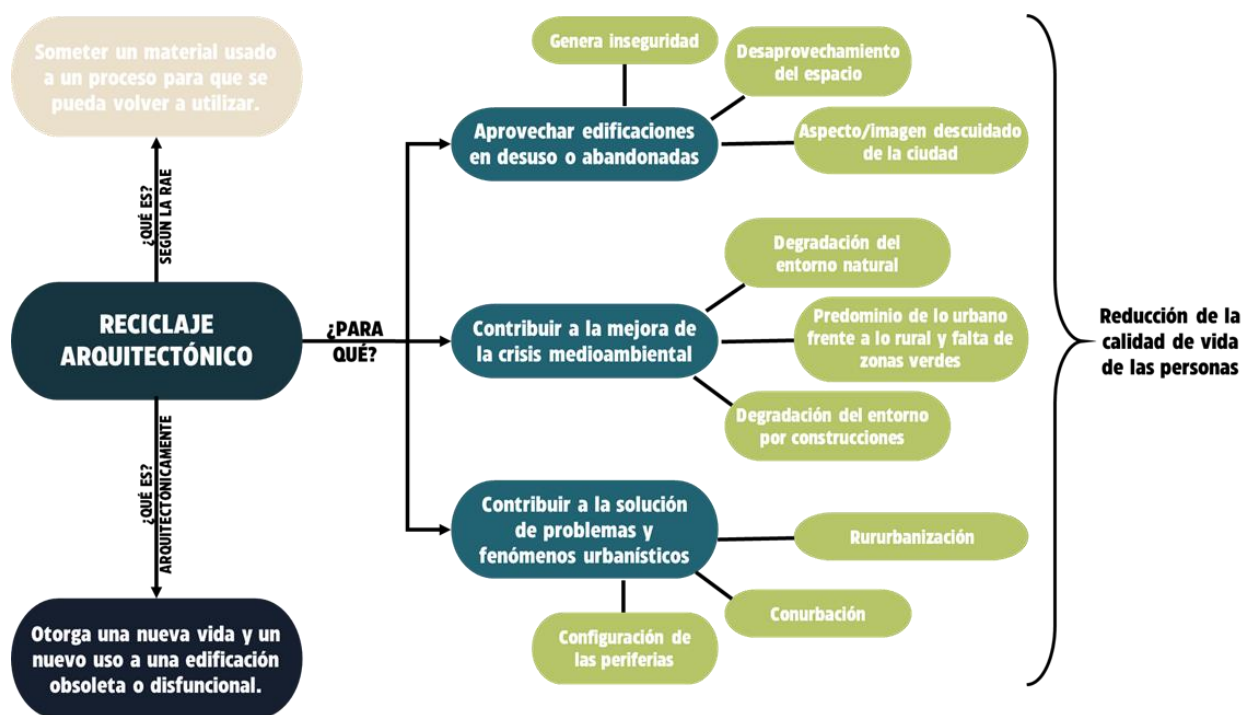 Someter un material usado
a un proceso para que se
pueda volver a utilizar.
¿QUÉ ES?
SEGÚN LA RAE
RECICLAJE
ARQUITECTÓNICO
¿QUÉ ES?
ARQUITECTÓNICAMENTE
Otorga una nueva vida y un
nuevo uso a una edificación
obsoleta o disfuncional.
¿PARA
QUÉ?
Aprovechar edificaciones
en desuso o abandonadas
Genera inseguridad
Desaprovechamiento
del espacio
Aspecto/imagen descuidado
de la ciudad
Contribuir a la mejora de
la crisis medioambiental
Degradación del
entorno natural
Predominio de lo urbano
frente a lo rural y falta de
zonas verdes
Degradación del entorno
por construcciones
Contribuir a la solución
de problemas y
fenómenos urbanísticos
Rururbanización
Conurbación
Configuración de
las periferias
Reducción de la
calidad de vida
de las personas